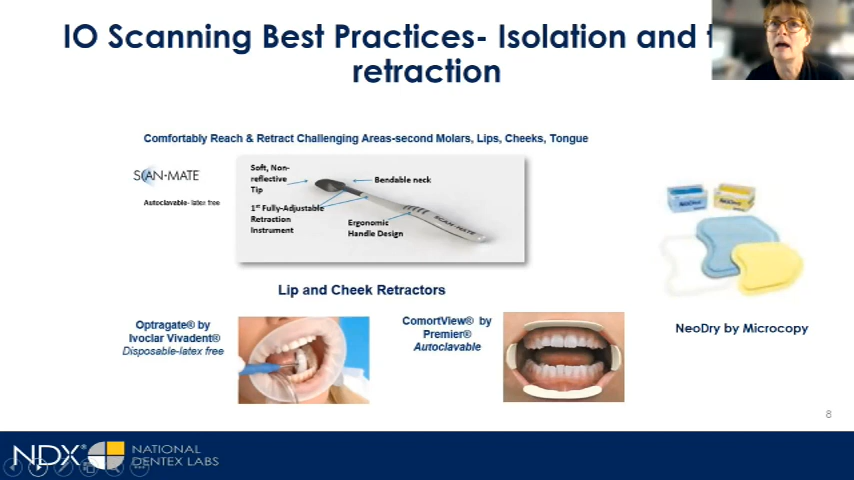 IO Scanning Best Practices- Isolation and
retraction
Comfortably Reach & Retract Challenging Areas-second Molars, Lips, Cheeks, Tongue
SCAN-MATE
Autoclavable- latex free
Soft, Non-
reflective
Tip
Bendable neck
1st Fully-Adjustable
Retraction
Instrument
Ergonomic
Handle Design
SCAN-MATE
Lip and Cheek Retractors
Optragate® by
Ivoclar Vivadent®
Disposable-latex free
ComortView® by
Premier®
Autoclavable
NeoDry by Microcopy
8
NDX®
NATIONAL
DENTEX LABS